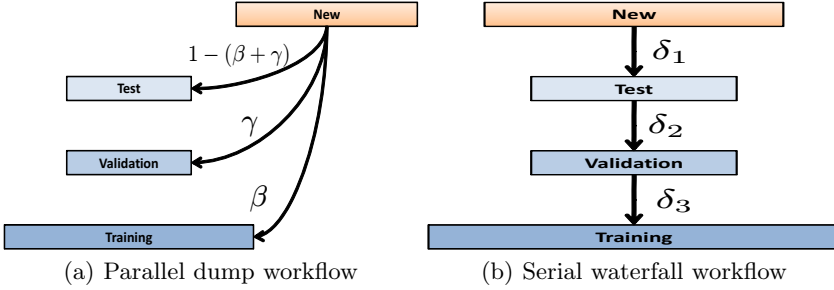 New
1 − (β + γ)
Test
γ
Validation
β
Training
(a) Parallel dump workflow
New
δ₁
Test
δ₂
Validation
δ₃
Training
(b) Serial waterfall workflow